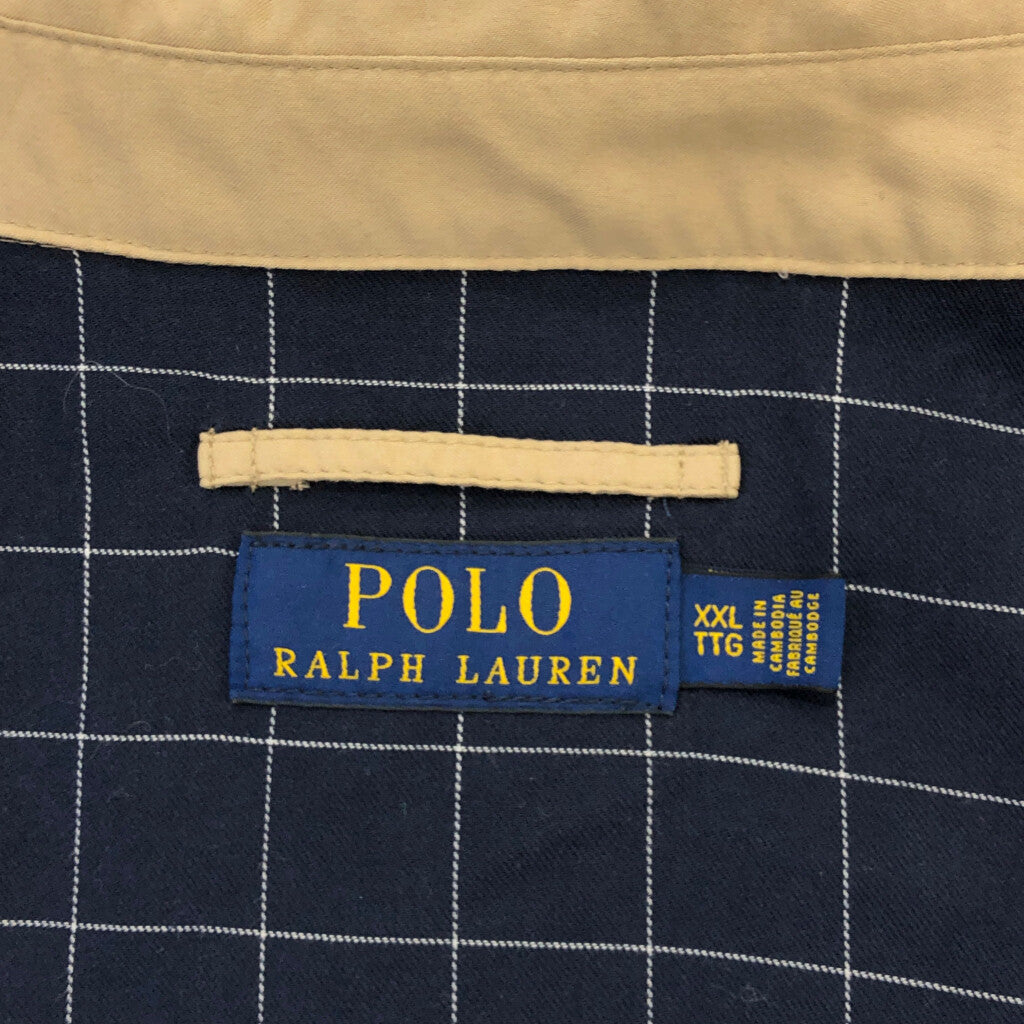 POLO
RALPH LAUREN
XXL
TTG
MADE IN
CAMBODIA
FABRIQUÉ AU
CAMBODGE